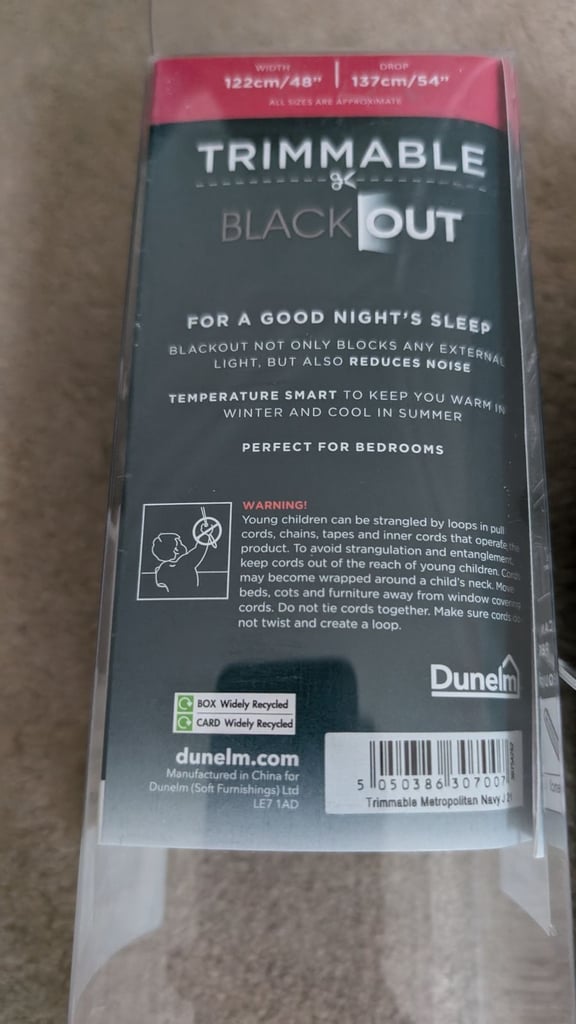 WIDTH DROP
122cm/48" 137cm/54"
ALL SIZES ARE APPROXIMATE
TRIMMABLE
BLACKOUT
FOR A GOOD NIGHT'S SLEEP
BLACKOUT NOT ONLY BLOCKS ANY EXTERNAL
LIGHT, BUT ALSO REDUCES NOISE
TEMPERATURE SMART TO KEEP YOU WARM IN
WINTER AND COOL IN SUMMER
PERFECT FOR BEDROOMS
WARNING!
Young children can be strangled by loops in pull
cords, chains, tapes and inner cords that operate the
product. To avoid strangulation and entanglement,
keep cords out of the reach of young children. Cords
may become wrapped around a child's neck. Move
beds, cots and furniture away from window covering
cords. Do not tie cords together. Make sure cords do
not twist and create a loop.
Dunelm
BOX Widely Recycled
CARD Widely Recycled
dunelm.com
Manufactured in China for
Dunelm (Soft Furnishings) Ltd
LE7 1AD
5 050386 307007
Trimmable Metropolitan Navy